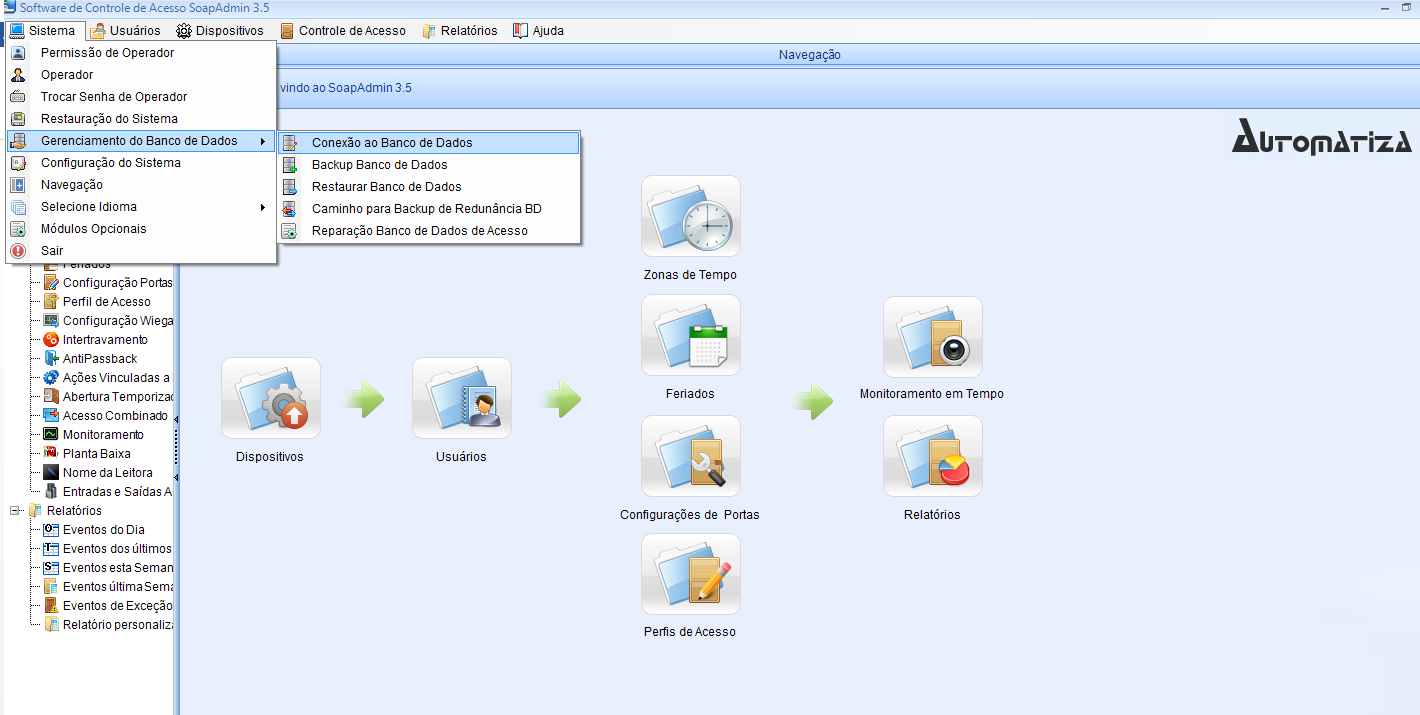 Software de Controle de Acesso SoapAdmin 3.5
Sistema Usuários Dispositivos Controle de Acesso Relatórios Ajuda
Permissão de Operador
Operador
Trocar Senha de Operador
Restauração do Sistema
Gerenciamento do Banco de Dados
Configuração do Sistema
Navegação
Selecione Idioma
Módulos Opcionais
Sair
Conexão ao Banco de Dados
Backup Banco de Dados
Restaurar Banco de Dados
Caminho para Backup de Redunância BD
Reparação Banco de Dados de Acesso
Navegação
vindo ao SoapAdmin 3.5
AUTOMATIZA
Feriados
Configuração Portas
Perfil de Acesso
Configuração Wiega
Intertravamento
AntiPassback
Ações Vinculadas a
Abertura Temporizac
Acesso Combinado
Monitoramento
Planta Baixa
Nome da Leitora
Entradas e Saídas A
Relatórios
Eventos do Dia
Eventos dos últimos
Eventos esta Seman
Eventos última Sema
Eventos de Exceção
Relatório personaliza
Dispositivos
Usuários
Zonas de Tempo
Feriados
Configurações de Portas
Perfis de Acesso
Monitoramento em Tempo
Relatórios